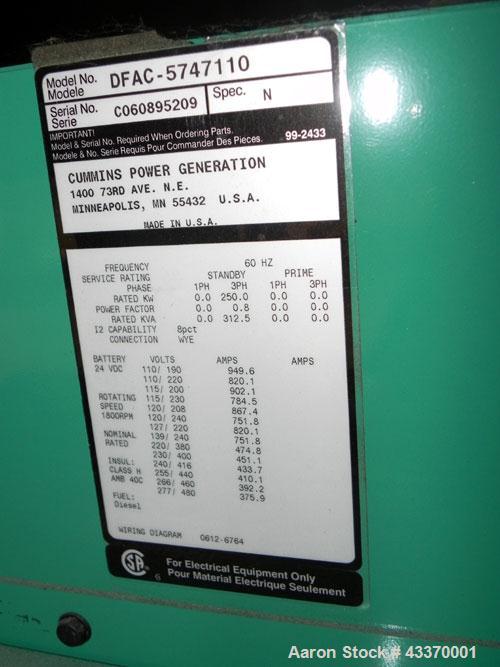 Model No. DFAC-5747110
Modele
Serial No. C060895209 Spec. N
Serie
IMPORTANT!
Model & Serial No. Required When Ordering Parts.
Modele & No. Serie Requis Pour Commander Des Pieces. 99-2433
CUMMINS POWER GENERATION
1400 73RD AVE. N.E.
MINNEAPOLIS, MN 55432 U.S.A.
MADE IN U.S.A.
FREQUENCY 60 HZ
SERVICE RATING STANDBY PRIME
PHASE 1PH 3PH 1PH 3PH
RATED KW 0.0 250.0 0.0 0.0
POWER FACTOR 0.0 0.8 0.0 0.0
RATED KVA 0.0 312.5 0.0 0.0
I2 CAPABILITY 8pct
CONNECTION WYE
BATTERY VOLTS AMPS AMPS
24 VDC 110/ 190 949.6
110/ 220 820.1
115/ 200 902.1
ROTATING 115/ 230 784.5
SPEED 120/ 208 867.4
1800RPM 120/ 240 751.8
127/ 220 820.1
NOMINAL 139/ 240 751.8
RATED 220/ 380 474.8
230/ 400 451.1
INSUL: 240/ 416 433.7
CLASS H 255/ 440 410.1
AMB 40C 266/ 460 392.2
277/ 480 375.9
FUEL:
Diesel
WIRING DIAGRAM 0612-6764
SA
6
For Electrical Equipment Only
Pour Material Electrique Seulement
Aaron Stock# 43370001